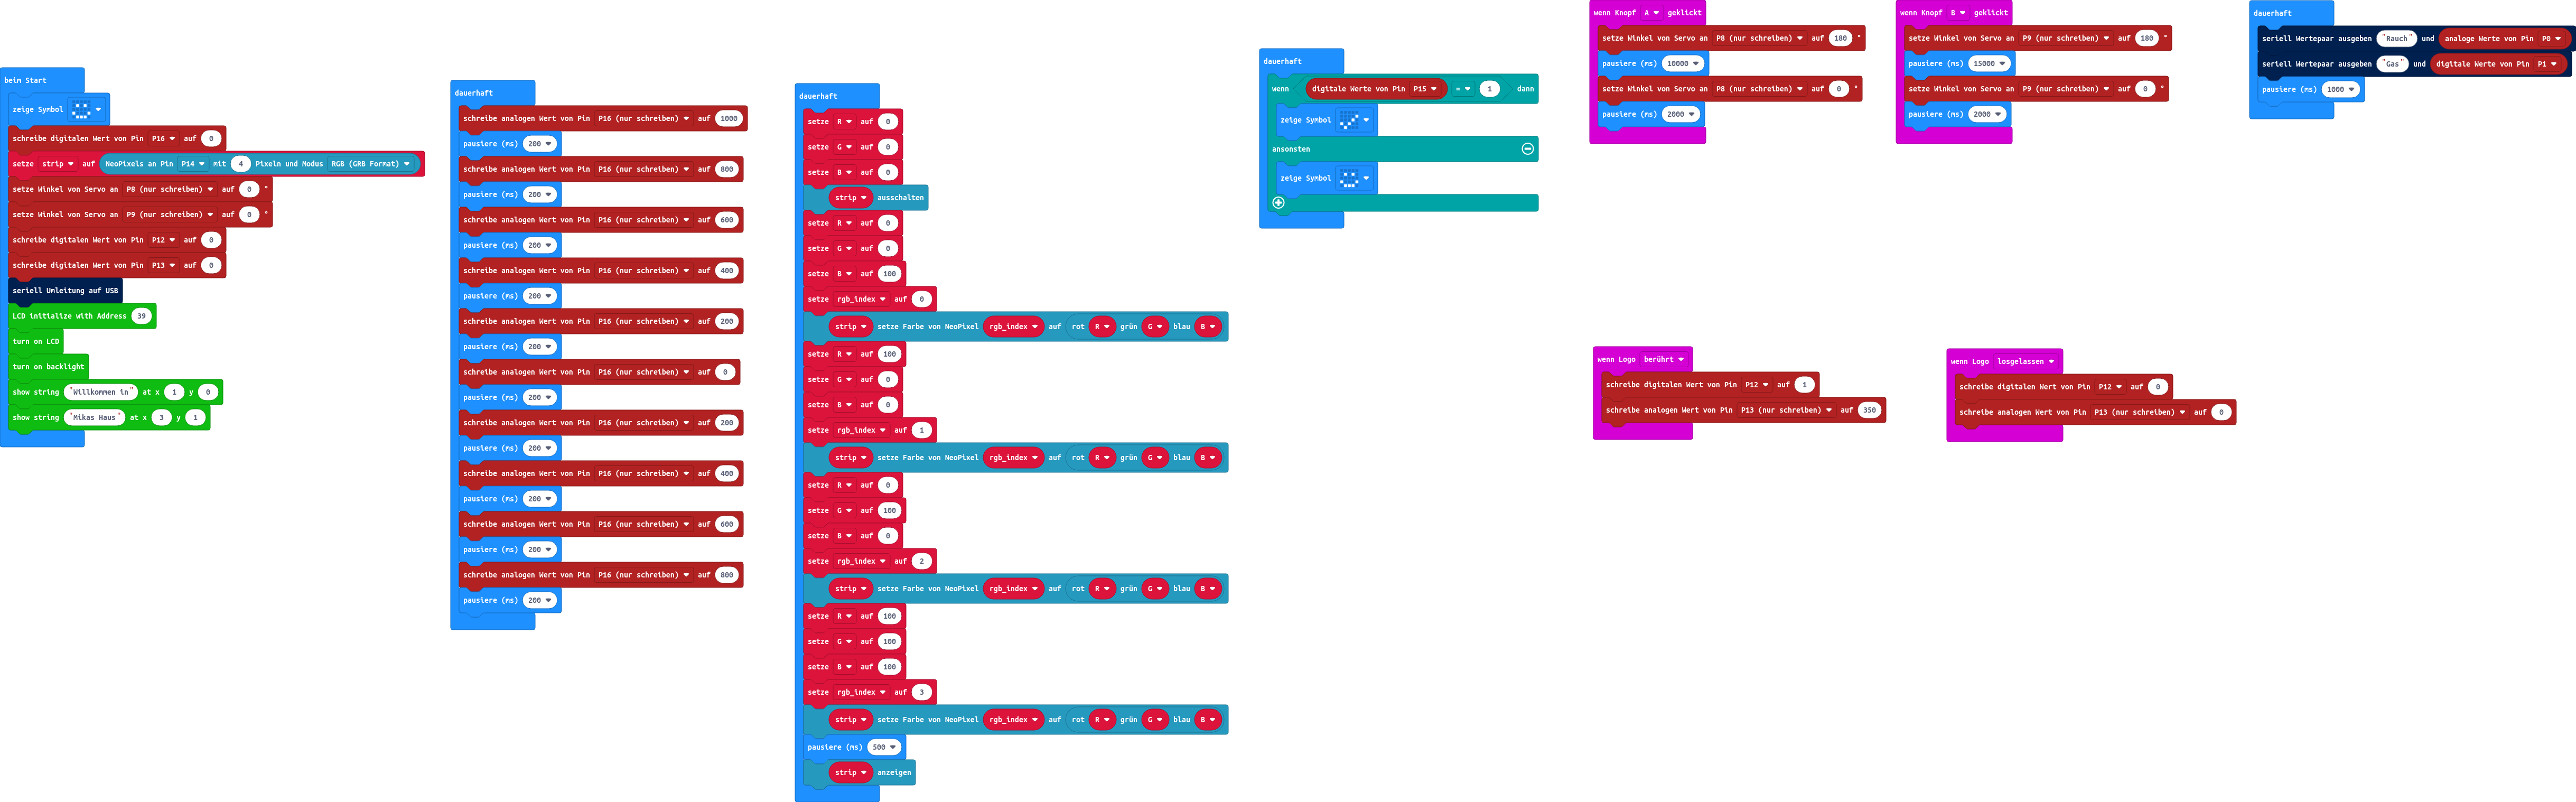 beim Start
zeige Symbol
schreibe digitalen Wert von Pin P16 auf 0
setze strip auf NeoPixels an Pin P14 mit 4 Pixeln und Modus RGB (GRB Format)
setze Winkel von Servo an P8 (nur schreiben) auf 0 °
setze Winkel von Servo an P9 (nur schreiben) auf 0 °
schreibe digitalen Wert von Pin P12 auf 0
schreibe digitalen Wert von Pin P13 auf 0
seriell Umleitung auf USB
LCD initialize with Address 39
turn on LCD
turn on backlight
show string "Willkommen in" at x 1 y 0
show string "Mikas Haus" at x 3 y 1
dauerhaft
schreibe analogen Wert von Pin P16 (nur schreiben) auf 1000
pausiere (ms) 200
schreibe analogen Wert von Pin P16 (nur schreiben) auf 800
pausiere (ms) 200
schreibe analogen Wert von Pin P16 (nur schreiben) auf 600
pausiere (ms) 200
schreibe analogen Wert von Pin P16 (nur schreiben) auf 400
pausiere (ms) 200
schreibe analogen Wert von Pin P16 (nur schreiben) auf 200
pausiere (ms) 200
schreibe analogen Wert von Pin P16 (nur schreiben) auf 0
pausiere (ms) 200
schreibe analogen Wert von Pin P16 (nur schreiben) auf 200
pausiere (ms) 200
schreibe analogen Wert von Pin P16 (nur schreiben) auf 400
pausiere (ms) 200
schreibe analogen Wert von Pin P16 (nur schreiben) auf 600
pausiere (ms) 200
schreibe analogen Wert von Pin P16 (nur schreiben) auf 800
pausiere (ms) 200
dauerhaft
setze R auf 0
setze G auf 0
setze B auf 0
strip ausschalten
setze R auf 0
setze G auf 0
setze B auf 100
setze rgb_index auf 0
strip setze Farbe von NeoPixel rgb_index auf rot R grün G blau B
setze R auf 100
setze G auf 0
setze B auf 0
setze rgb_index auf 1
strip setze Farbe von NeoPixel rgb_index auf rot R grün G blau B
setze R auf 0
setze G auf 100
setze B auf 0
setze rgb_index auf 2
strip setze Farbe von NeoPixel rgb_index auf rot R grün G blau B
setze R auf 100
setze G auf 100
setze B auf 100
setze rgb_index auf 3
strip setze Farbe von NeoPixel rgb_index auf rot R grün G blau B
pausiere (ms) 500
strip anzeigen
dauerhaft
wenn digitale Werte von Pin P15 = 1 dann
zeige Symbol
ansonsten
zeige Symbol
wenn Knopf A geklickt
setze Winkel von Servo an P8 (nur schreiben) auf 180 °
pausiere (ms) 10000
setze Winkel von Servo an P8 (nur schreiben) auf 0 °
pausiere (ms) 2000
wenn Knopf B geklickt
setze Winkel von Servo an P9 (nur schreiben) auf 180 °
pausiere (ms) 15000
setze Winkel von Servo an P9 (nur schreiben) auf 0 °
pausiere (ms) 2000
dauerhaft
seriell Wertepaar ausgeben "Rauch" und analoge Werte von Pin P0
seriell Wertepaar ausgeben "Gas" und digitale Werte von Pin P1
pausiere (ms) 1000
wenn Logo berührt
schreibe digitalen Wert von Pin P12 auf 1
schreibe analogen Wert von Pin P13 (nur schreiben) auf 350
wenn Logo losgelassen
schreibe digitalen Wert von Pin P12 auf 0
schreibe analogen Wert von Pin P13 (nur schreiben) auf 0